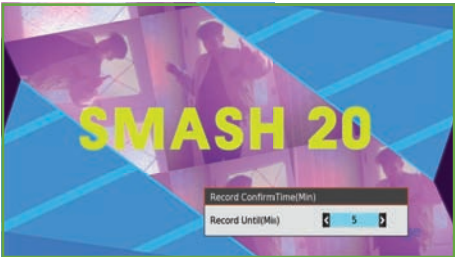 SMASH 20
Record ConfirmTime(Min)
Record Until(Min)
5